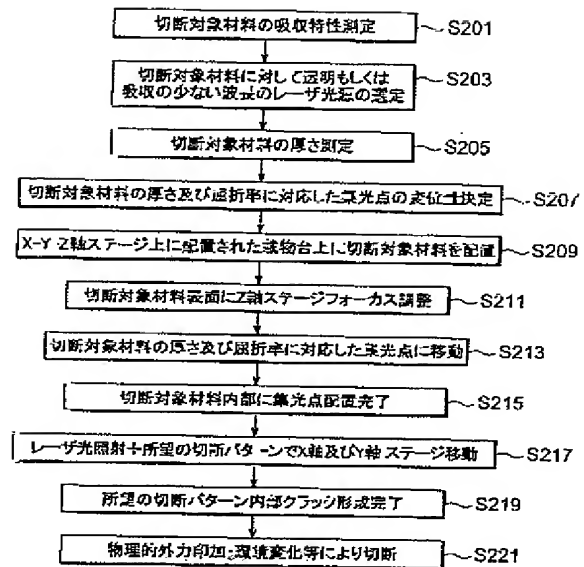 切断対象材料の吸収特性測定 S201
切断対象材料に対して透明もしくは
吸収の少ない波長のレーザ光源の選定 S203
切断対象材料の厚さ測定 S205
切断対象材料の厚さ及び屈折率に対応した集光点の変位量決定 S207
X-Y-Z軸ステージ上に配置された載物台上に切断対象材料を配置 S209
切断対象材料表面にZ軸ステージフォーカス調整 S211
切断対象材料の厚さ及び屈折率に対応した集光点に移動 S213
切断対象材料内部に集光点配置完了 S215
レーザ光照射+所望の切断パターンでX軸及びY軸ステージ移動 S217
所望の切断パターン内部クラック形成完了 S219
物理的外力印加、環境変化等により切断 S221